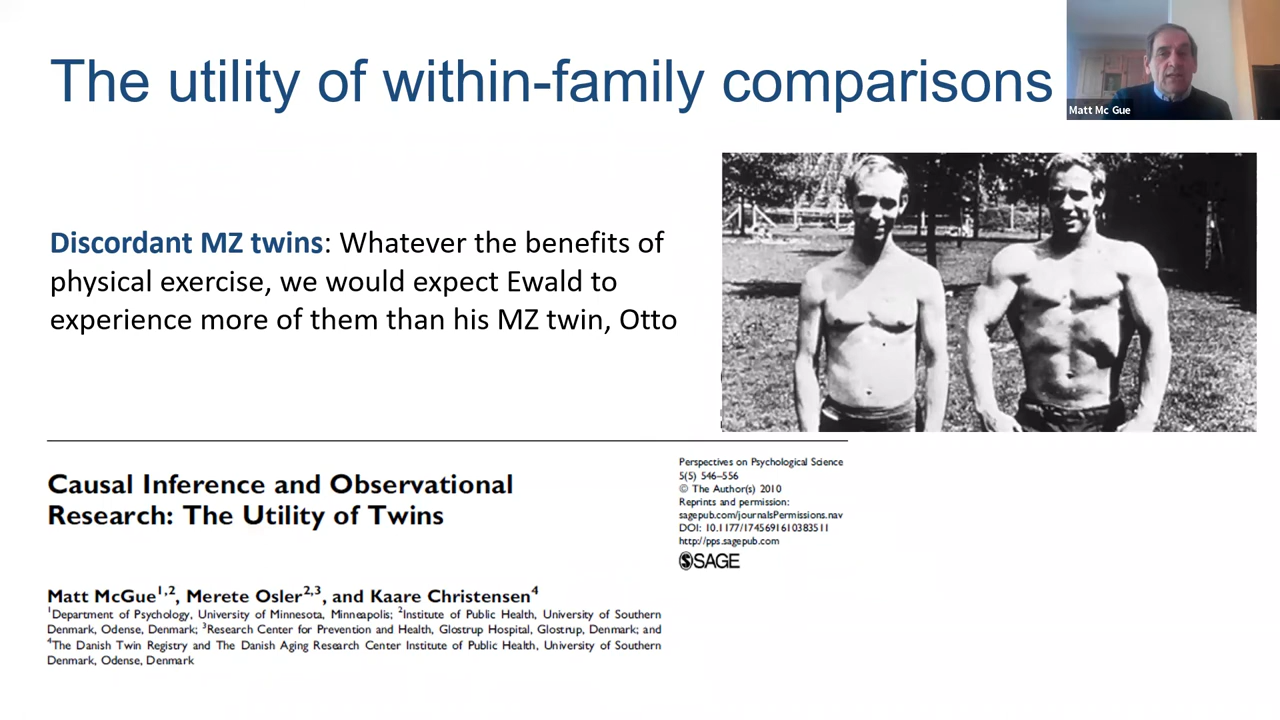 The utility of within-family comparisons
Matt Mc Gue
Discordant MZ twins: Whatever the benefits of
physical exercise, we would expect Ewald to
experience more of them than his MZ twin, Otto
Causal Inference and Observational
Research: The Utility of Twins
Perspectives on Psychological Science
5(5) 546–556
© The Author(s) 2010
Reprints and permission:
sagepub.com/journalsPermissions.nav
DOI: 10.1177/1745691610383511
http://pps.sagepub.com
SAGE
Matt McGue1,2, Merete Osler2,3, and Kaare Christensen4
1Department of Psychology, University of Minnesota, Minneapolis; 2Institute of Public Health, University of Southern
Denmark, Odense, Denmark; 3Research Center for Prevention and Health, Glostrup Hospital, Glostrup, Denmark; and
4The Danish Twin Registry and The Danish Aging Research Center Institute of Public Health, University of Southern
Denmark, Odense, Denmark